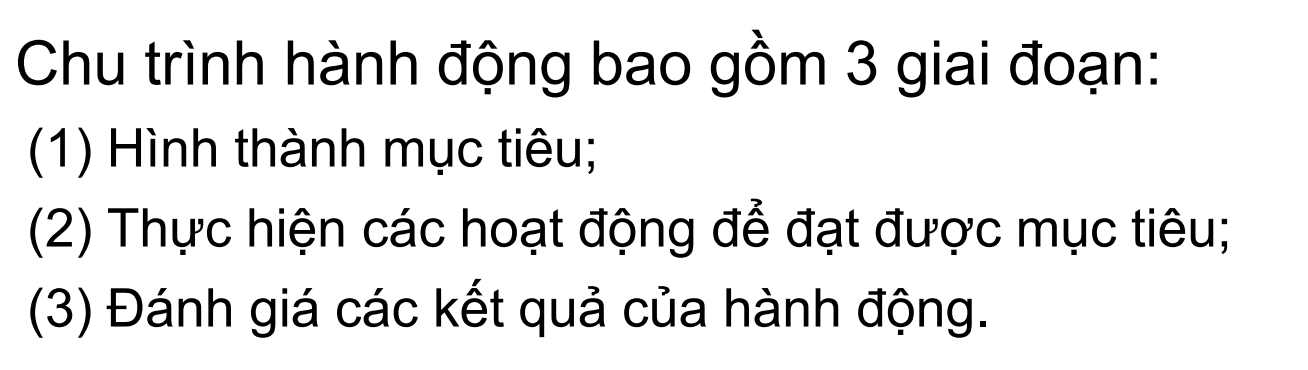 Chu trình hành động bao gồm 3 giai đoạn:
(1) Hình thành mục tiêu;
(2) Thực hiện các hoạt động để đạt được mục tiêu;
(3) Đánh giá các kết quả của hành động.